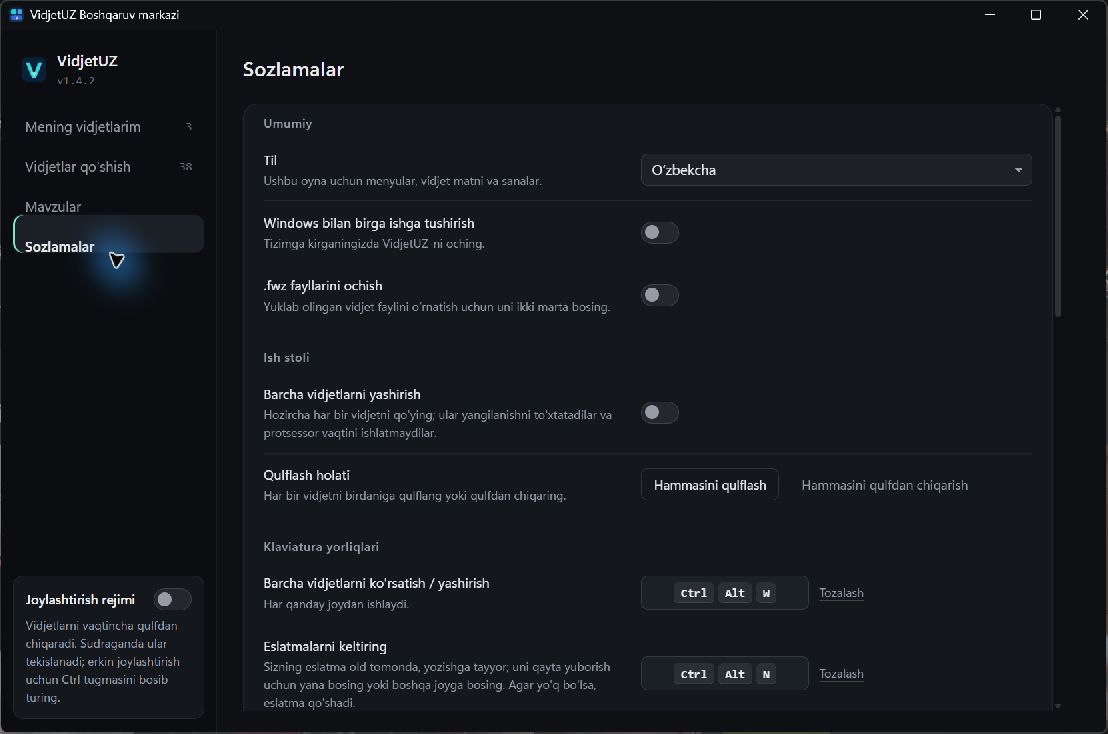 VidjetUZ Boshqaruv markazi
VidjetUZ
v1.4.2
Mening vidjetlarim 3
Vidjetlar qo‘shish 38
Mavzular
Sozlamalar
Joylashtirish rejimi
Vidjetlarni vaqtincha qulfdan
chiqaradi. Sudraganda ular
tekislanadi; erkin joylashtirish
uchun Ctrl tugmasini bosib
turing.
Sozlamalar
Umumiy
Til
Ushbu oyna uchun menyular, vidjet matni va sanalar.
O‘zbekcha
Windows bilan birga ishga tushirish
Tizimga kirganingizda VidjetUZ-ni oching.
.fwz fayllarini ochish
Yuklab olingan vidjet faylini o'rnatish uchun uni ikki marta bosing.
Ish stoli
Barcha vidjetlarni yashirish
Hozircha har bir vidjetni qo'ying; ular yangilanishni to'xtatadilar va
protsessor vaqtini ishlatmaydilar.
Qulflash holati
Har bir vidjetni birdaniga qulflang yoki qulfdan chiqaring.
Hammasini qulflash
Hammasini qulfdan chiqarish
Klaviatura yorliqlari
Barcha vidjetlarni ko'rsatish / yashirish
Har qanday joydan ishlaydi.
Ctrl Alt W
Tozalash
Eslatmalarni keltiring
Sizning eslatma old tomonda, yozishga tayyor; uni qayta yuborish
uchun yana bosing yoki boshqa joyga bosing. Agar yo'q bo'lsa,
eslatma qo'shadi.
Ctrl Alt N
Tozalash